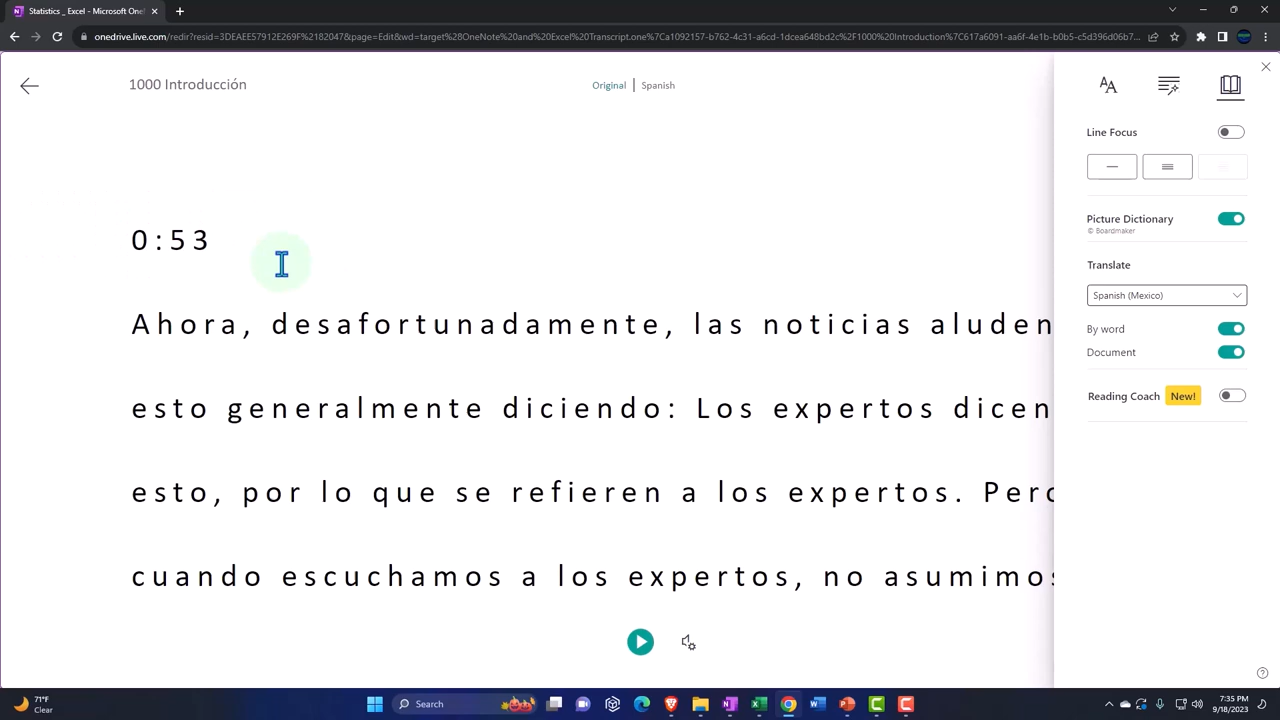 Statistics _ Excel - Microsoft One
onedrive.live.com/redir?resid=3DEAEE57912E269F%2182047&page=Edit&wd=target%28OneNote%20and%20Excel%20Transcript.one%7Ca1092157-b762-4c31-a6cd-1dcea648bd2c%2F1000%20Introduction%7C617a6091-aa6f-4e1b-b0b5-c5d396d06b7...
1000 Introducción
Original | Spanish
0:53
Ahora, desafortunadamente, las noticias aluden
esto generalmente diciendo: Los expertos dicen
esto, por lo que se refieren a los expertos. Pero
cuando escuchamos a los expertos, no asumimos
Line Focus
Picture Dictionary
© Boardmaker
Translate
Spanish (Mexico)
By word
Document
Reading Coach New!
71°F
Clear
Search
7:35 PM
9/18/2023